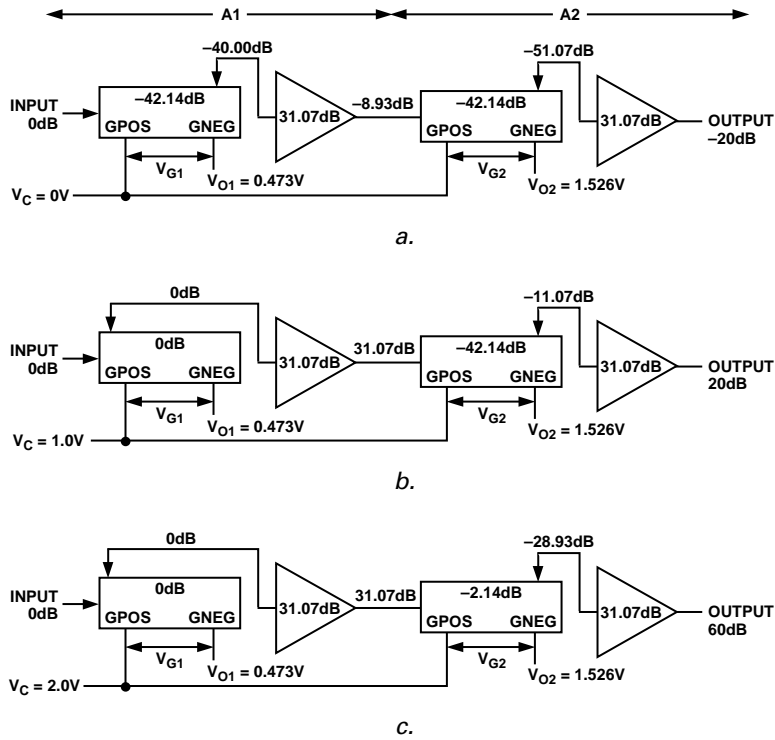 A1 A2
–40.00dB –51.07dB
INPUT 0dB –42.14dB GPOS GNEG 31.07dB –8.93dB –42.14dB GPOS GNEG 31.07dB OUTPUT –20dB
VG1 VG2
VC = 0V VO1 = 0.473V VO2 = 1.526V
a.
0dB –11.07dB
INPUT 0dB 0dB GPOS GNEG 31.07dB 31.07dB –42.14dB GPOS GNEG 31.07dB OUTPUT 20dB
VG1 VG2
VC = 1.0V VO1 = 0.473V VO2 = 1.526V
b.
0dB –28.93dB
INPUT 0dB 0dB GPOS GNEG 31.07dB 31.07dB –2.14dB GPOS GNEG 31.07dB OUTPUT 60dB
VG1 VG2
VC = 2.0V VO1 = 0.473V VO2 = 1.526V
c.